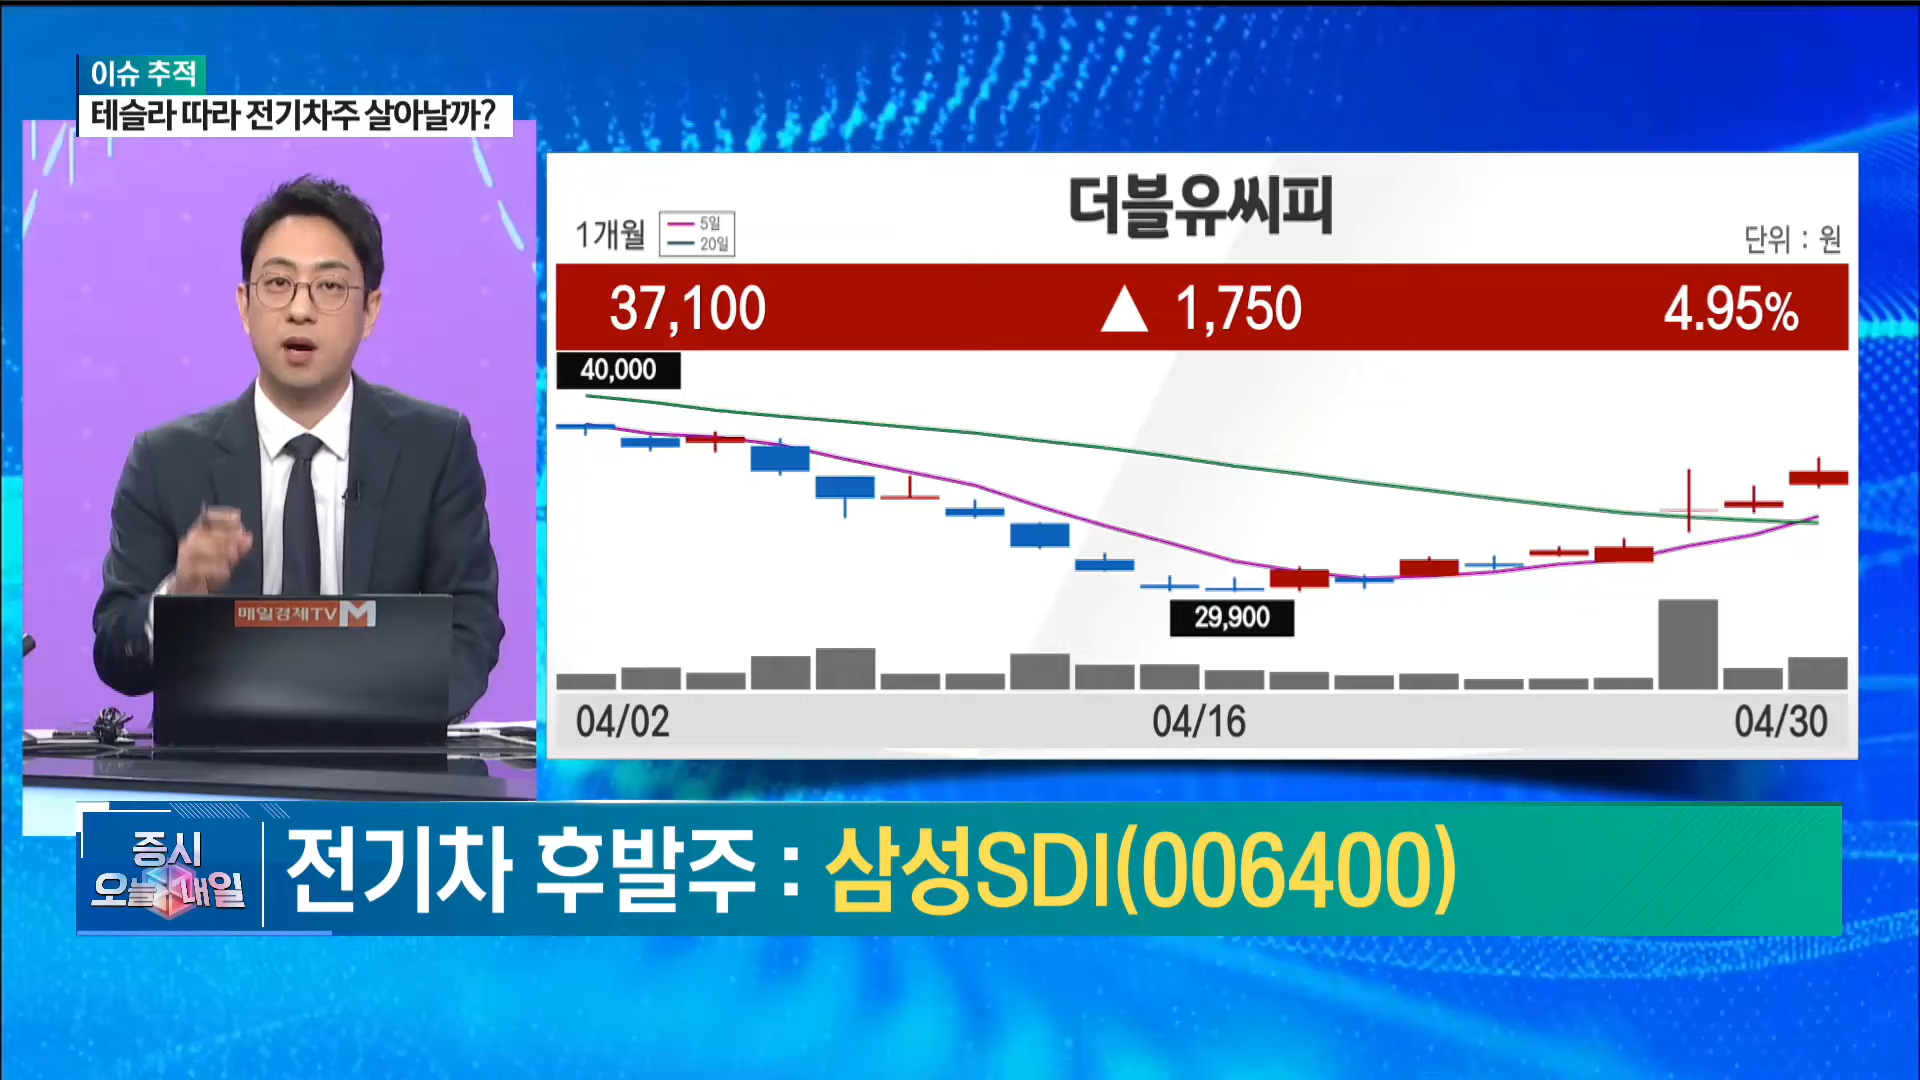 이슈 추적
테슬라 따라 전기차주 살아날까?
더블유씨피
1개월
5일
20일
단위 : 원
37,100 ▲ 1,750 4.95%
40,000
29,900
04/02 04/16 04/30
매일경제TV M
증시
오늘 내일
전기차 후발주 : 삼성SDI(006400)